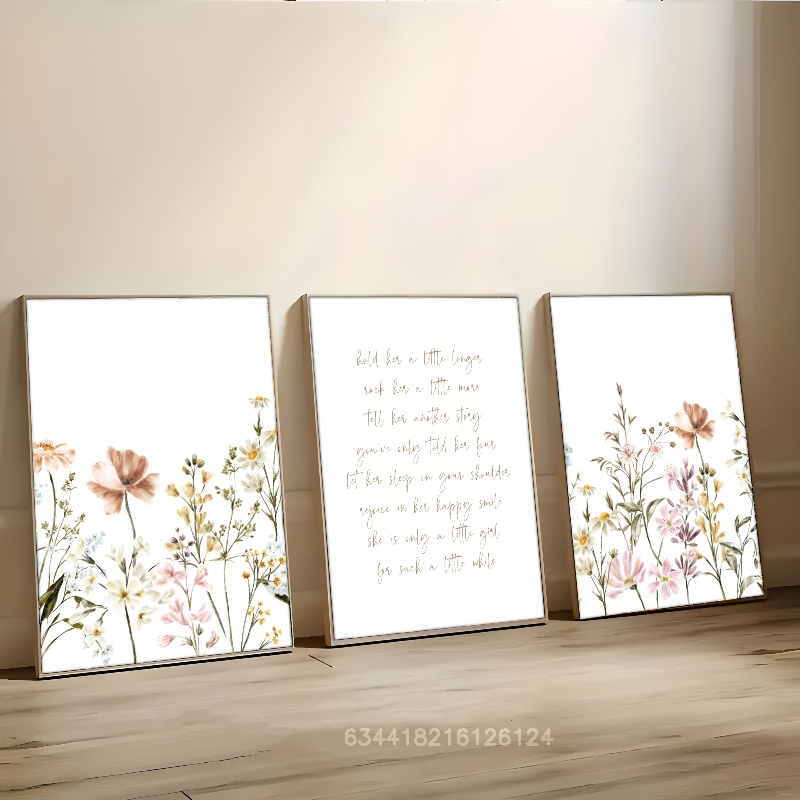 hold her a little longer
rock her a little more
tell her another story
you've only told her four
let her sleep on your shoulder
rejoice in her happy smile
she is only a little girl
for such a little while
634418216126124